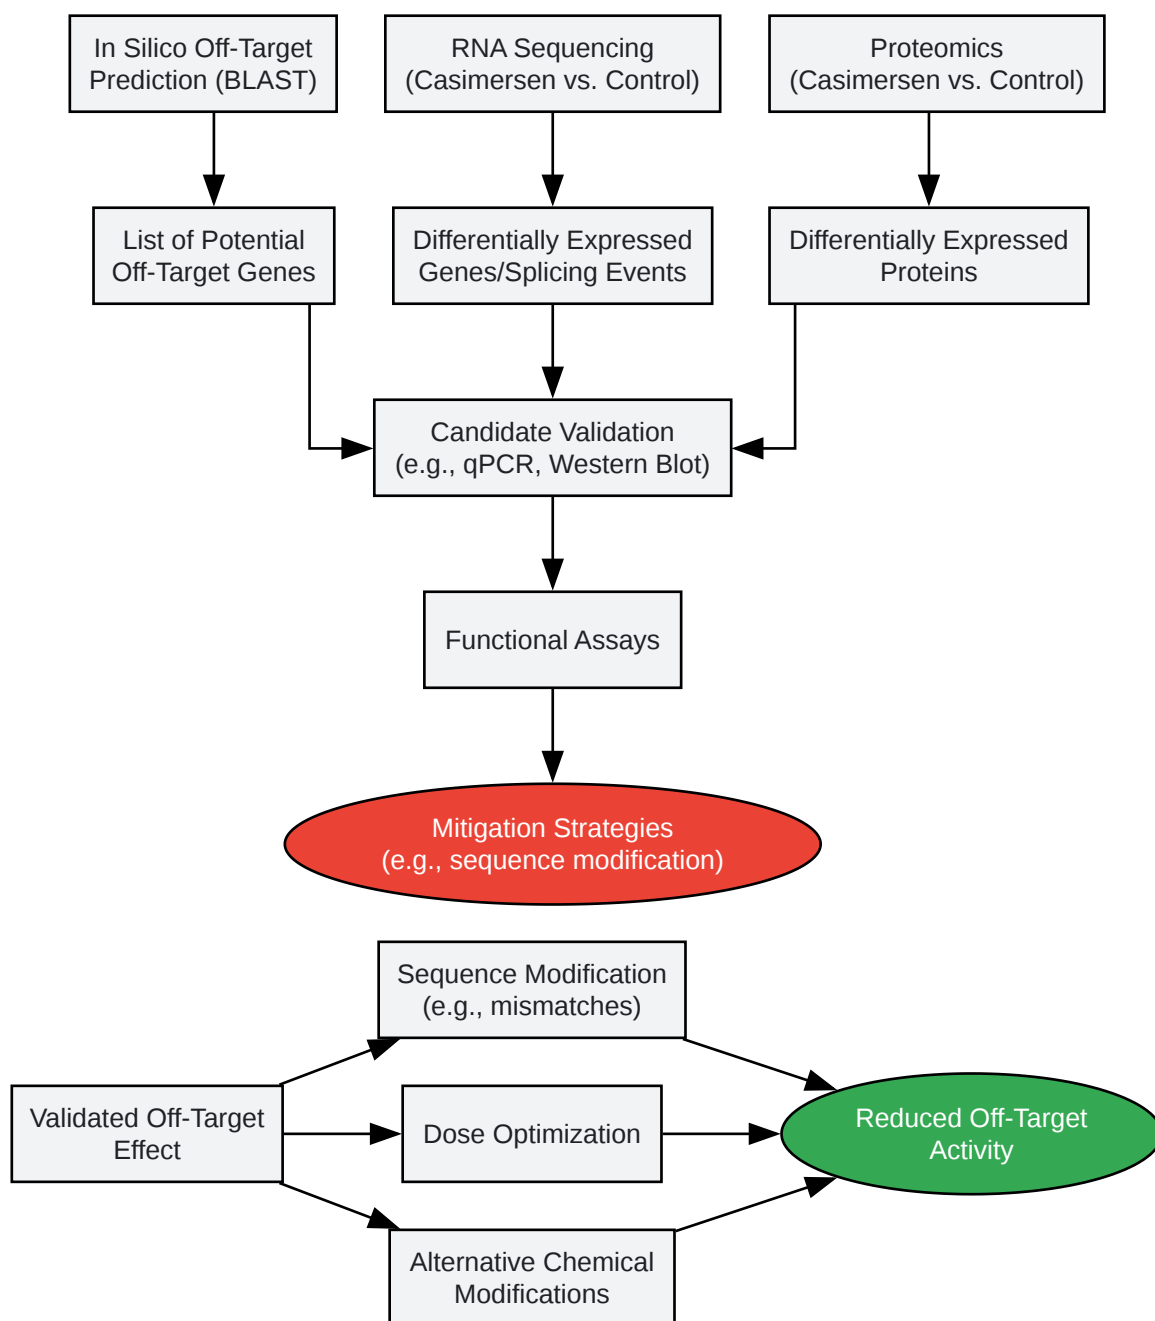 In Silico Off-Target
Prediction (BLAST)
RNA Sequencing
(Casimersen vs. Control)
Proteomics
(Casimersen vs. Control)
List of Potential
Off-Target Genes
Differentially Expressed
Genes/Splicing Events
Differentially Expressed
Proteins
Candidate Validation
(e.g., qPCR, Western Blot)
Functional Assays
Mitigation Strategies
(e.g., sequence modification)
Sequence Modification
(e.g., mismatches)
Validated Off-Target
Effect
Dose Optimization
Reduced Off-Target
Activity
Alternative Chemical
Modifications